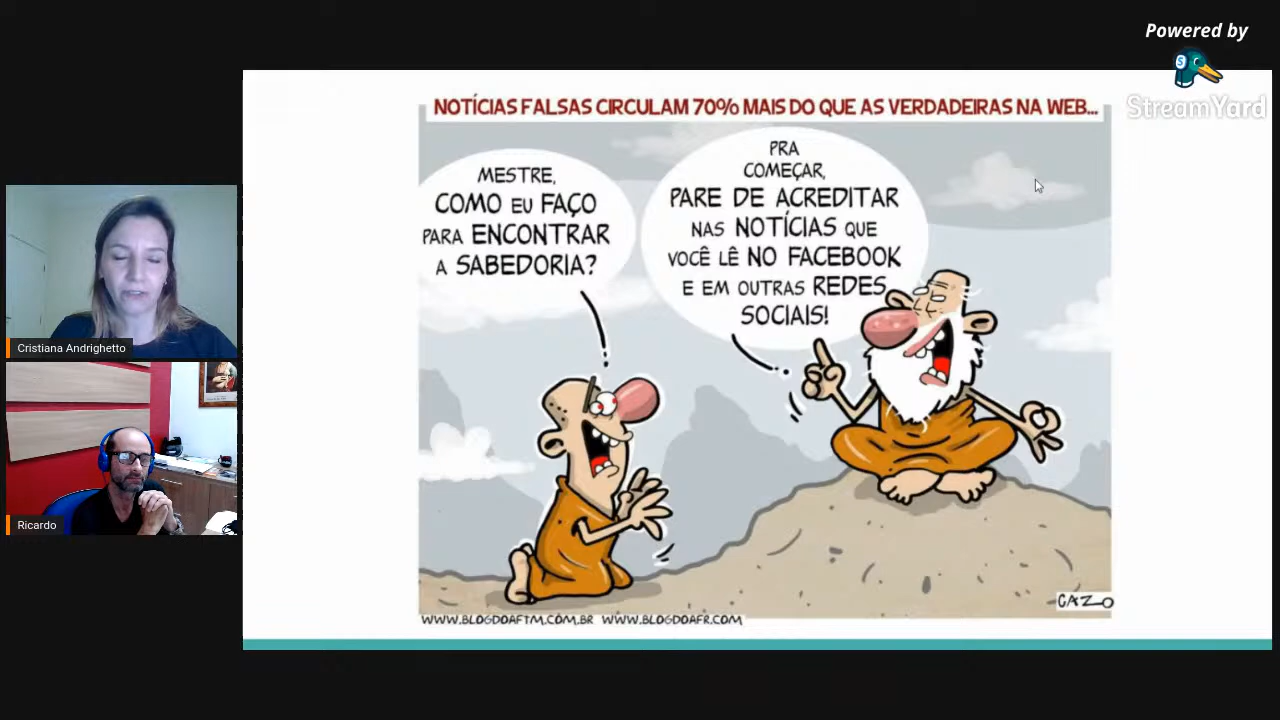 Powered by
StreamYard
NOTÍCIAS FALSAS CIRCULAM 70% MAIS DO QUE AS VERDADEIRAS NA WEB...
MESTRE,
COMO EU FAÇO
PARA ENCONTRAR
A SABEDORIA?
PRA
COMEÇAR,
PARE DE ACREDITAR
NAS NOTÍCIAS QUE
VOCÊ LÊ NO FACEBOOK
E EM OUTRAS REDES
SOCIAIS!
Cristiana Andrighetto
Ricardo
CAZO
WWW.BLOGDOAFTM.COM.BR WWW.BLOGDOAFR.COM